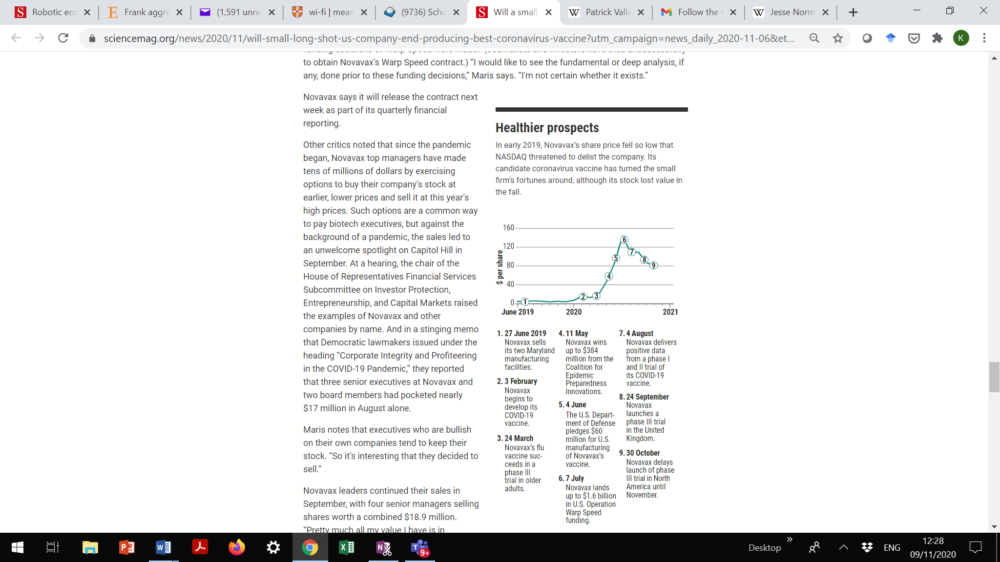 Robotic eco
Frank aggre
(1,591 unre
wi-fi | mean
(9736) Scho
Will a small
Patrick Valla
Follow the
Jesse Norm
sciencemag.org/news/2020/11/will-small-long-shot-us-company-end-producing-best-coronavirus-vaccine?utm_campaign=news_daily_2020-11-06&et...
K
to obtain Novavax's Warp Speed contract.) “I would like to see the fundamental or deep analysis, if
any, done prior to these funding decisions,” Maris says. “I'm not certain whether it exists.”
Novavax says it will release the contract next
week as part of its quarterly financial
reporting.
Other critics noted that since the pandemic
began, Novavax top managers have made
tens of millions of dollars by exercising
options to buy their company's stock at
earlier, lower prices and sell it at this year's
high prices. Such options are a common way
to pay biotech executives, but against the
background of a pandemic, the sales led to
an unwelcome spotlight on Capitol Hill in
September. At a hearing, the chair of the
House of Representatives Financial Services
Subcommittee on Investor Protection,
Entrepreneurship, and Capital Markets raised
the examples of Novavax and other
companies by name. And in a stinging memo
that Democratic lawmakers issued under the
heading “Corporate Integrity and Profiteering
in the COVID-19 Pandemic,” they reported
that three senior executives at Novavax and
two board members had pocketed nearly
$17 million in August alone.
Maris notes that executives who are bullish
on their own companies tend to keep their
stock. “So it's interesting that they decided to
sell.”
Novavax leaders continued their sales in
September, with four senior managers selling
shares worth a combined $18.9 million.
“Pretty much all my value I have is in
Healthier prospects
In early 2019, Novavax's share price fell so low that
NASDAQ threatened to delist the company. Its
candidate coronavirus vaccine has turned the small
firm's fortunes around, although its stock lost value in
the fall.
$ per share
160
120
80
40
0
1
2
3
4
5
6
7
8
9
June 2019
2020
2021
1. 27 June 2019
Novavax sells
its two Maryland
manufacturing
facilities.
2. 3 February
Novavax
begins to
develop its
COVID-19
vaccine.
3. 24 March
Novavax's flu
vaccine suc-
ceeds in a
phase III
trial in older
adults.
4. 11 May
Novavax wins
up to $384
million from the
Coalition for
Epidemic
Preparedness
Innovations.
5. 4 June
The U.S. Depart-
ment of Defense
pledges $60
million for U.S.
manufacturing
of Novavax's
vaccine.
6. 7 July
Novavax lands
up to $1.6 billion
in U.S. Operation
Warp Speed
funding.
7. 4 August
Novavax delivers
positive data
from a phase I
and II trial of
its COVID-19
vaccine.
8. 24 September
Novavax
launches a
phase III trial
in the United
Kingdom.
9. 30 October
Novavax delays
launch of phase
III trial in North
America until
November.
9+
Desktop
ENG
12:28
09/11/2020